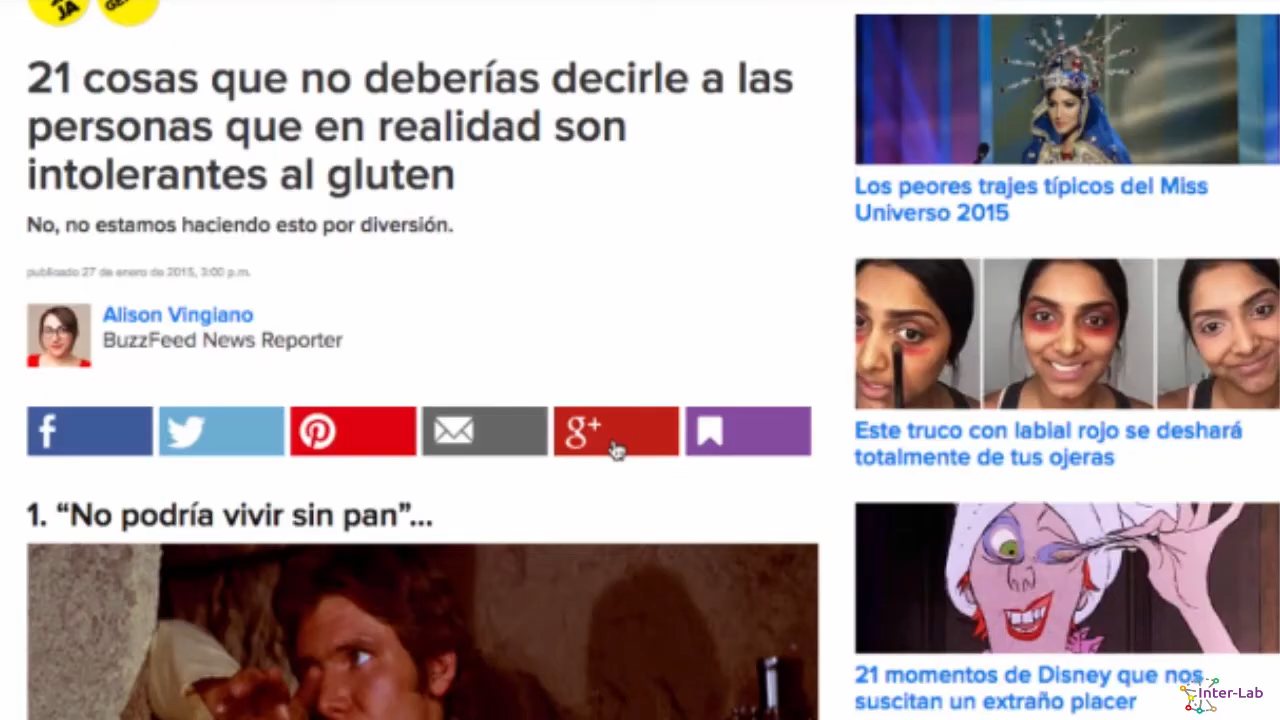 JA
21 cosas que no deberías decirle a las
personas que en realidad son
intolerantes al gluten
No, no estamos haciendo esto por diversión.
publicado 27 de enero de 2015, 3:00 p.m.
Alison Vingiano
BuzzFeed News Reporter
f
g+
1. “No podría vivir sin pan”...
Los peores trajes típicos del Miss
Universo 2015
Este truco con labial rojo se deshará
totalmente de tus ojeras
21 momentos de Disney que nos
suscitan un extraño placer
Inter-Lab